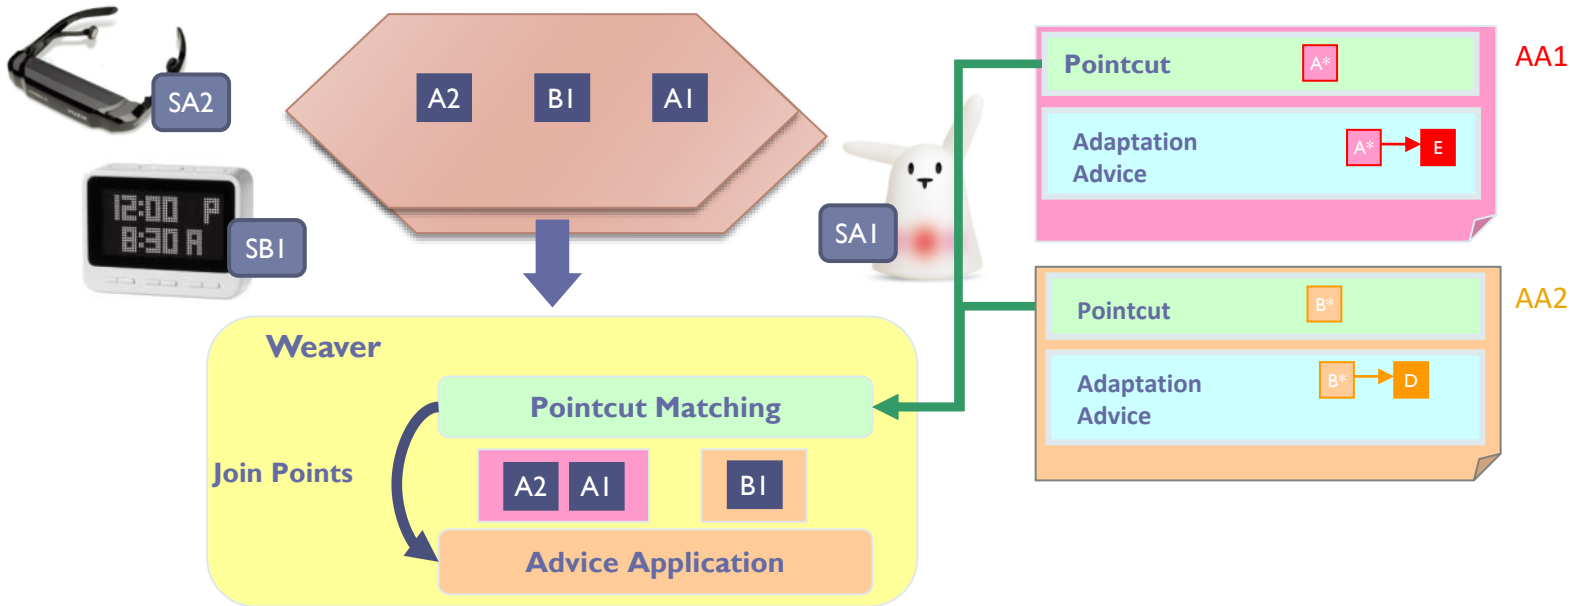 SA2
A2
B1
A1
Pointcut
A*
AA1
Adaptation
Advice
A*
E
12:00 P
8:30 A
SB1
SA1
Pointcut
B*
AA2
Adaptation
Advice
B*
D
Weaver
Pointcut Matching
Join Points
A2
A1
B1
Advice Application